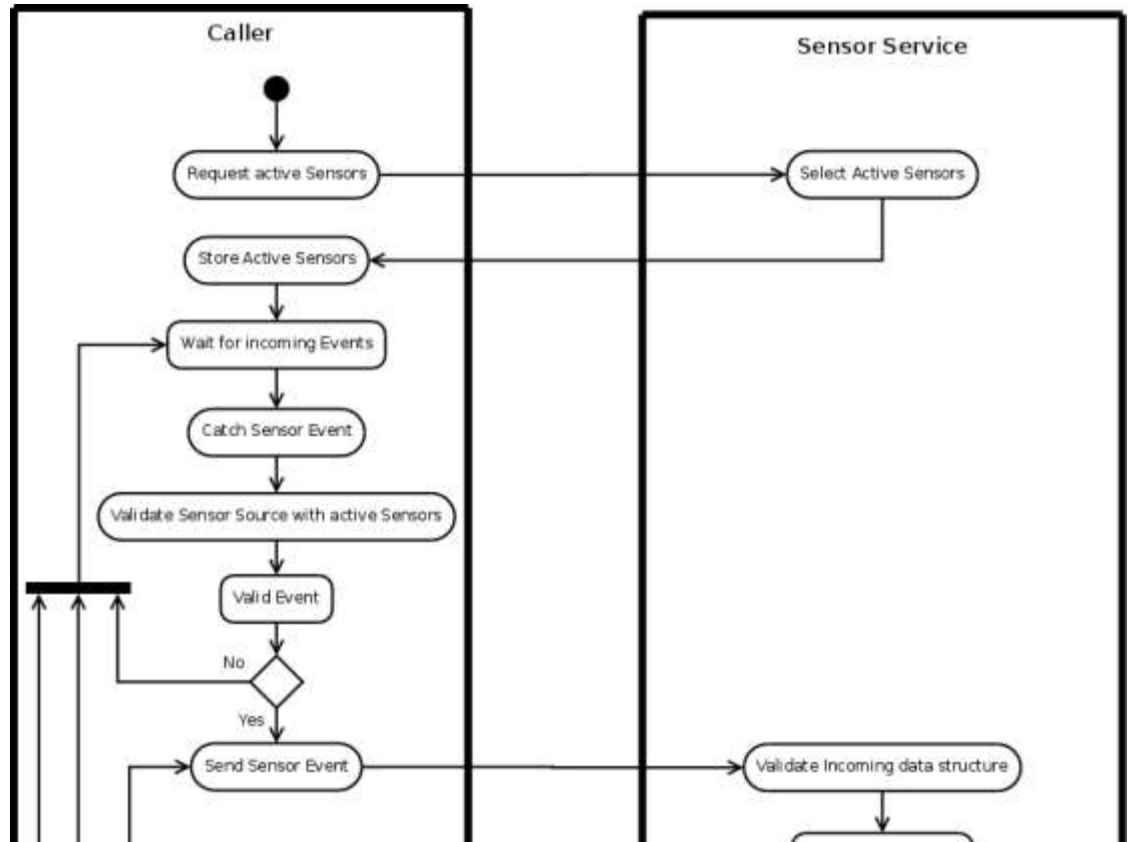 Caller
Sensor Service
Request active Sensors
Select Active Sensors
Store Active Sensors
Wait for incoming Events
Catch Sensor Event
Validate Sensor Source with active Sensors
Valid Event
No
Yes
Send Sensor Event
Validate Incoming data structure